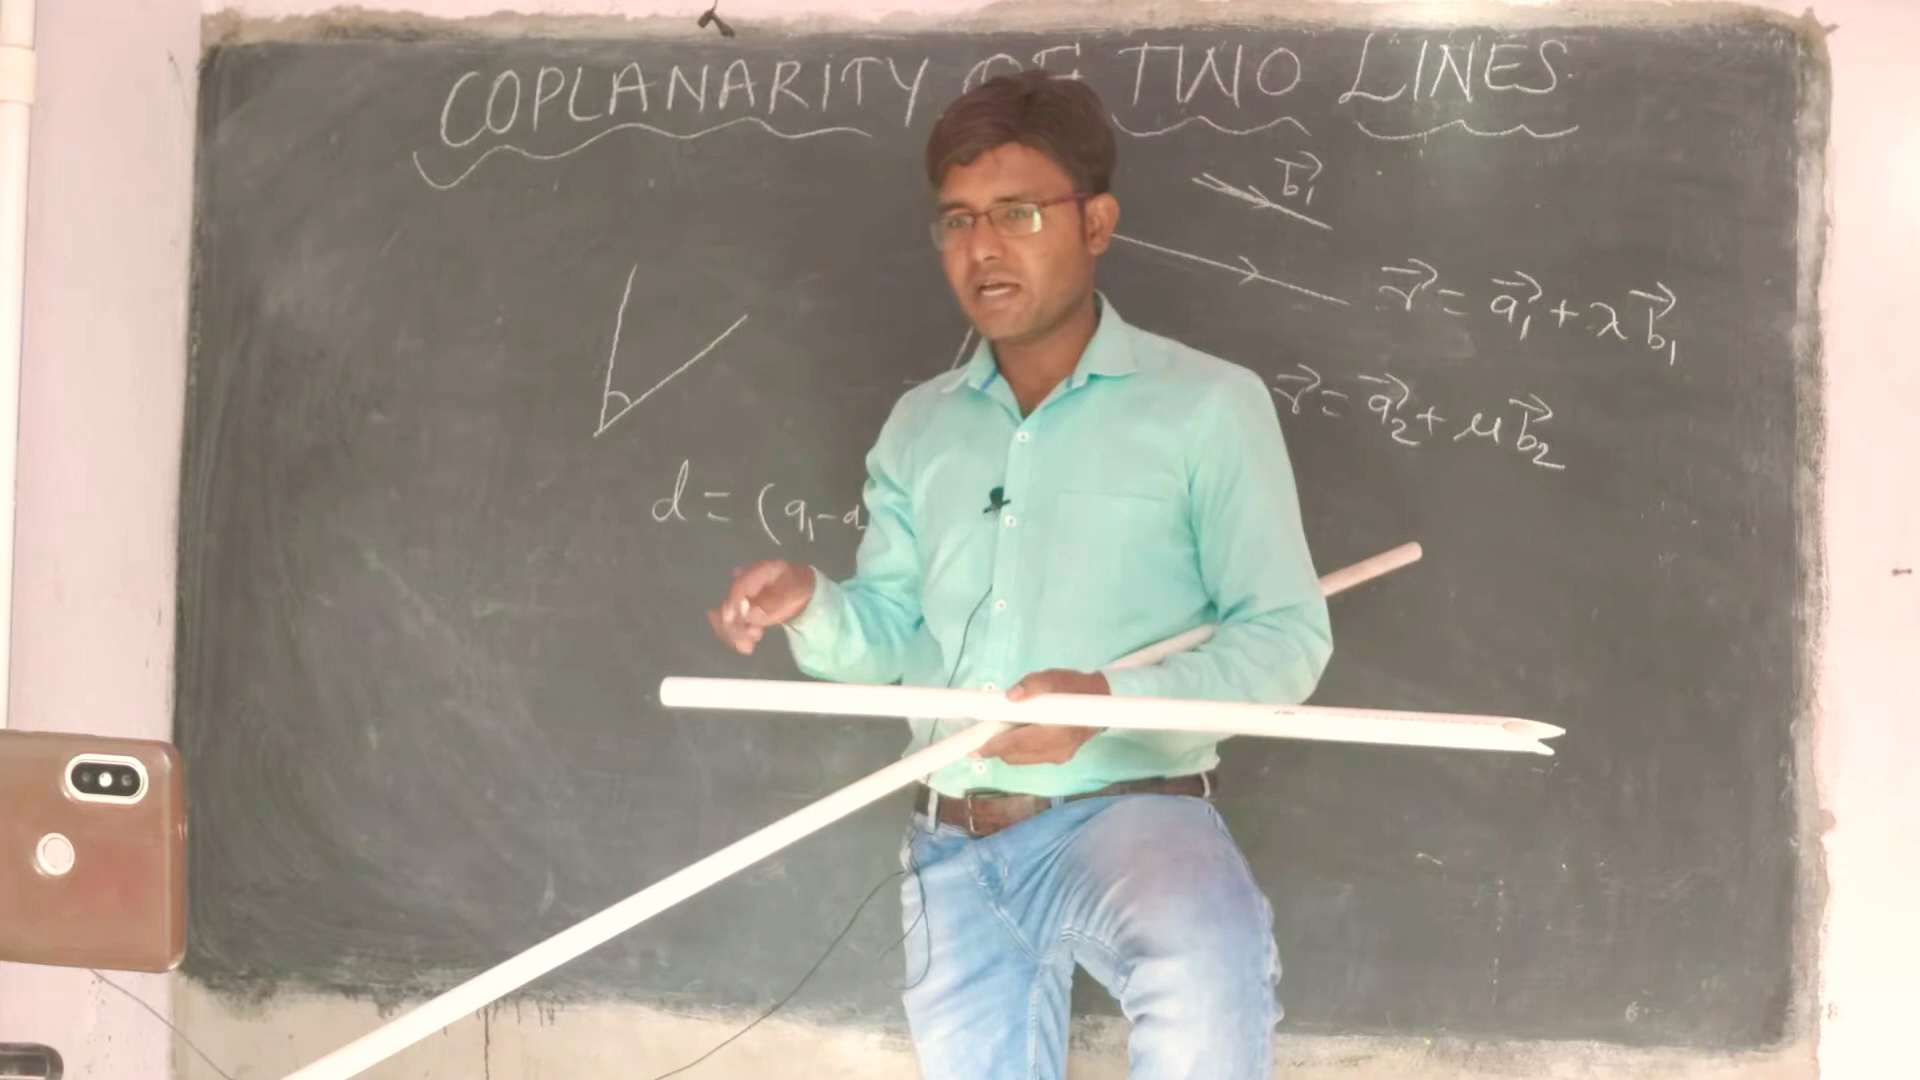 COPLANARITY OF TWO LINES
b⃗₁
r⃗ = a⃗₁ + λb⃗₁
r⃗ = a⃗₂ + μb⃗₂
d = (a₁-a